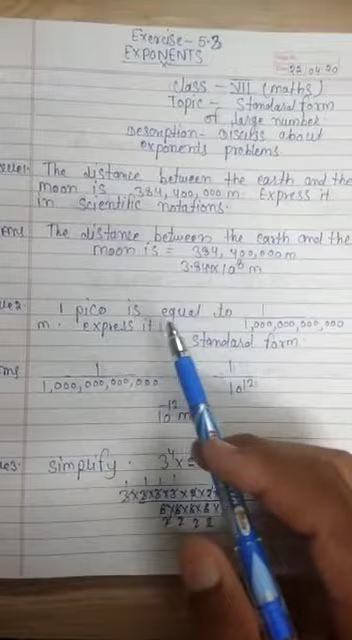 Exercise - 5.3
EXPONENTS
22/04/20
Class - VII (maths)
Topic - Standard form
of large number
Description - Discuss about
exponents problems.
The distance between the earth and the
moon is 384,400,000 m. Express it
in scientific notations.
Ans The distance between the earth and the
moon is = 384,400,000 m
3.844×10⁸ m
1 pico is equal to 1
1,000,000,000,000
m. express it
standard form.
1 1
1,000,000,000,000 10¹²
10⁻¹² m
simplify. 3⁴×